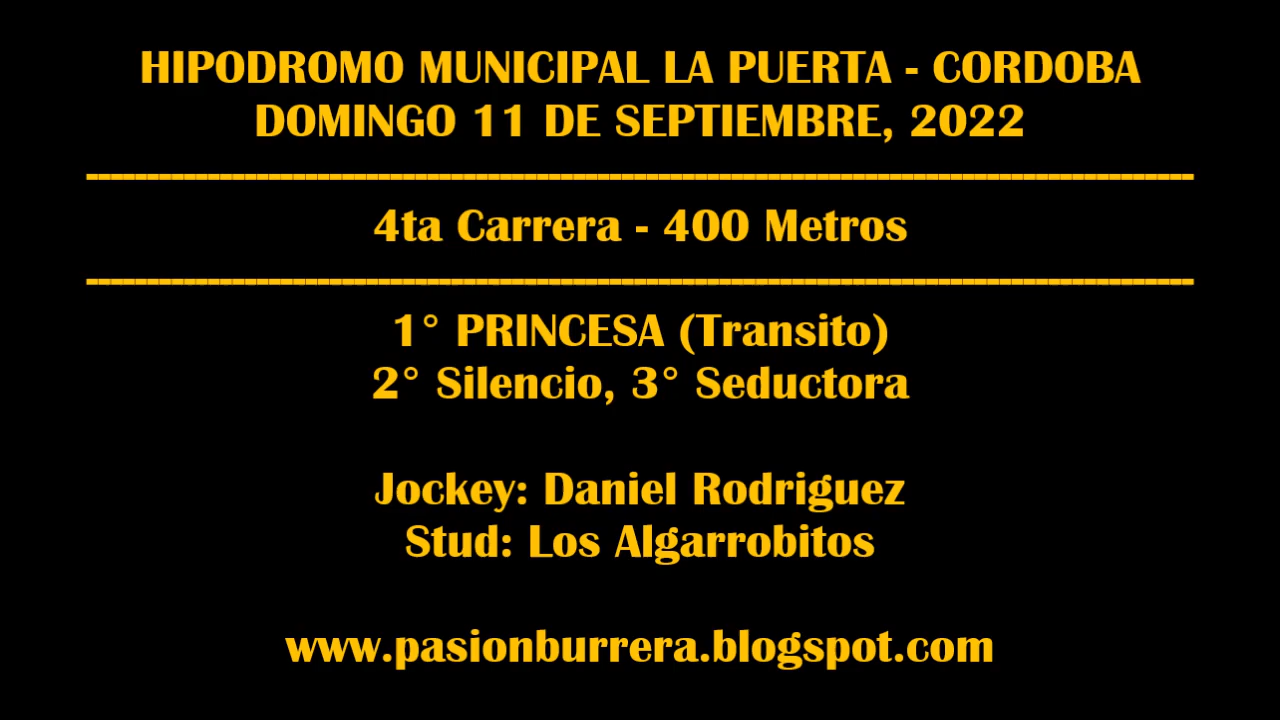 HIPODROMO MUNICIPAL LA PUERTA - CORDOBA
DOMINGO 11 DE SEPTIEMBRE, 2022
4ta Carrera - 400 Metros
1° PRINCESA (Transito)
2° Silencio, 3° Seductora
Jockey: Daniel Rodriguez
Stud: Los Algarrobitos
www.pasionburrera.blogspot.com